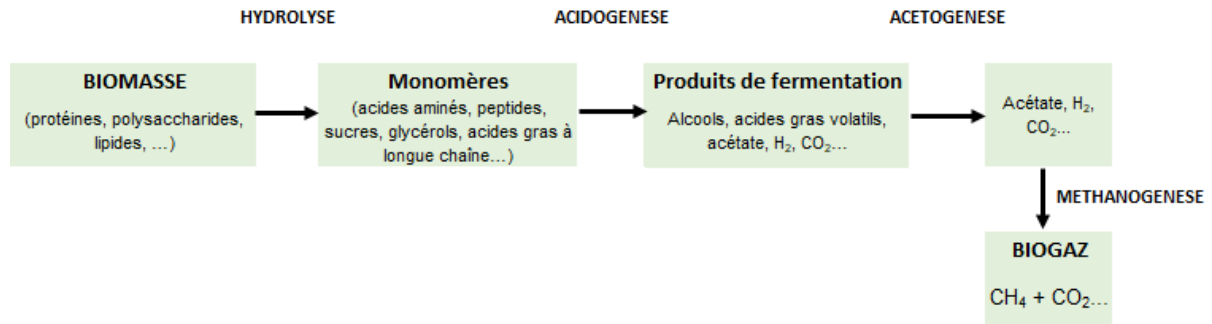 HYDROLYSE
ACIDOGENESE
ACETOGENESE
BIOMASSE
(protéines, polysaccharides,
lipides, ...)
Monomères
(acides aminés, peptides,
sucres, glycérols, acides gras à
longue chaîne...)
Produits de fermentation
Alcools, acides gras volatils,
acétate, H₂, CO₂...
Acétate, H₂,
CO₂...
METHANOGENESE
BIOGAZ
CH₄ + CO₂...